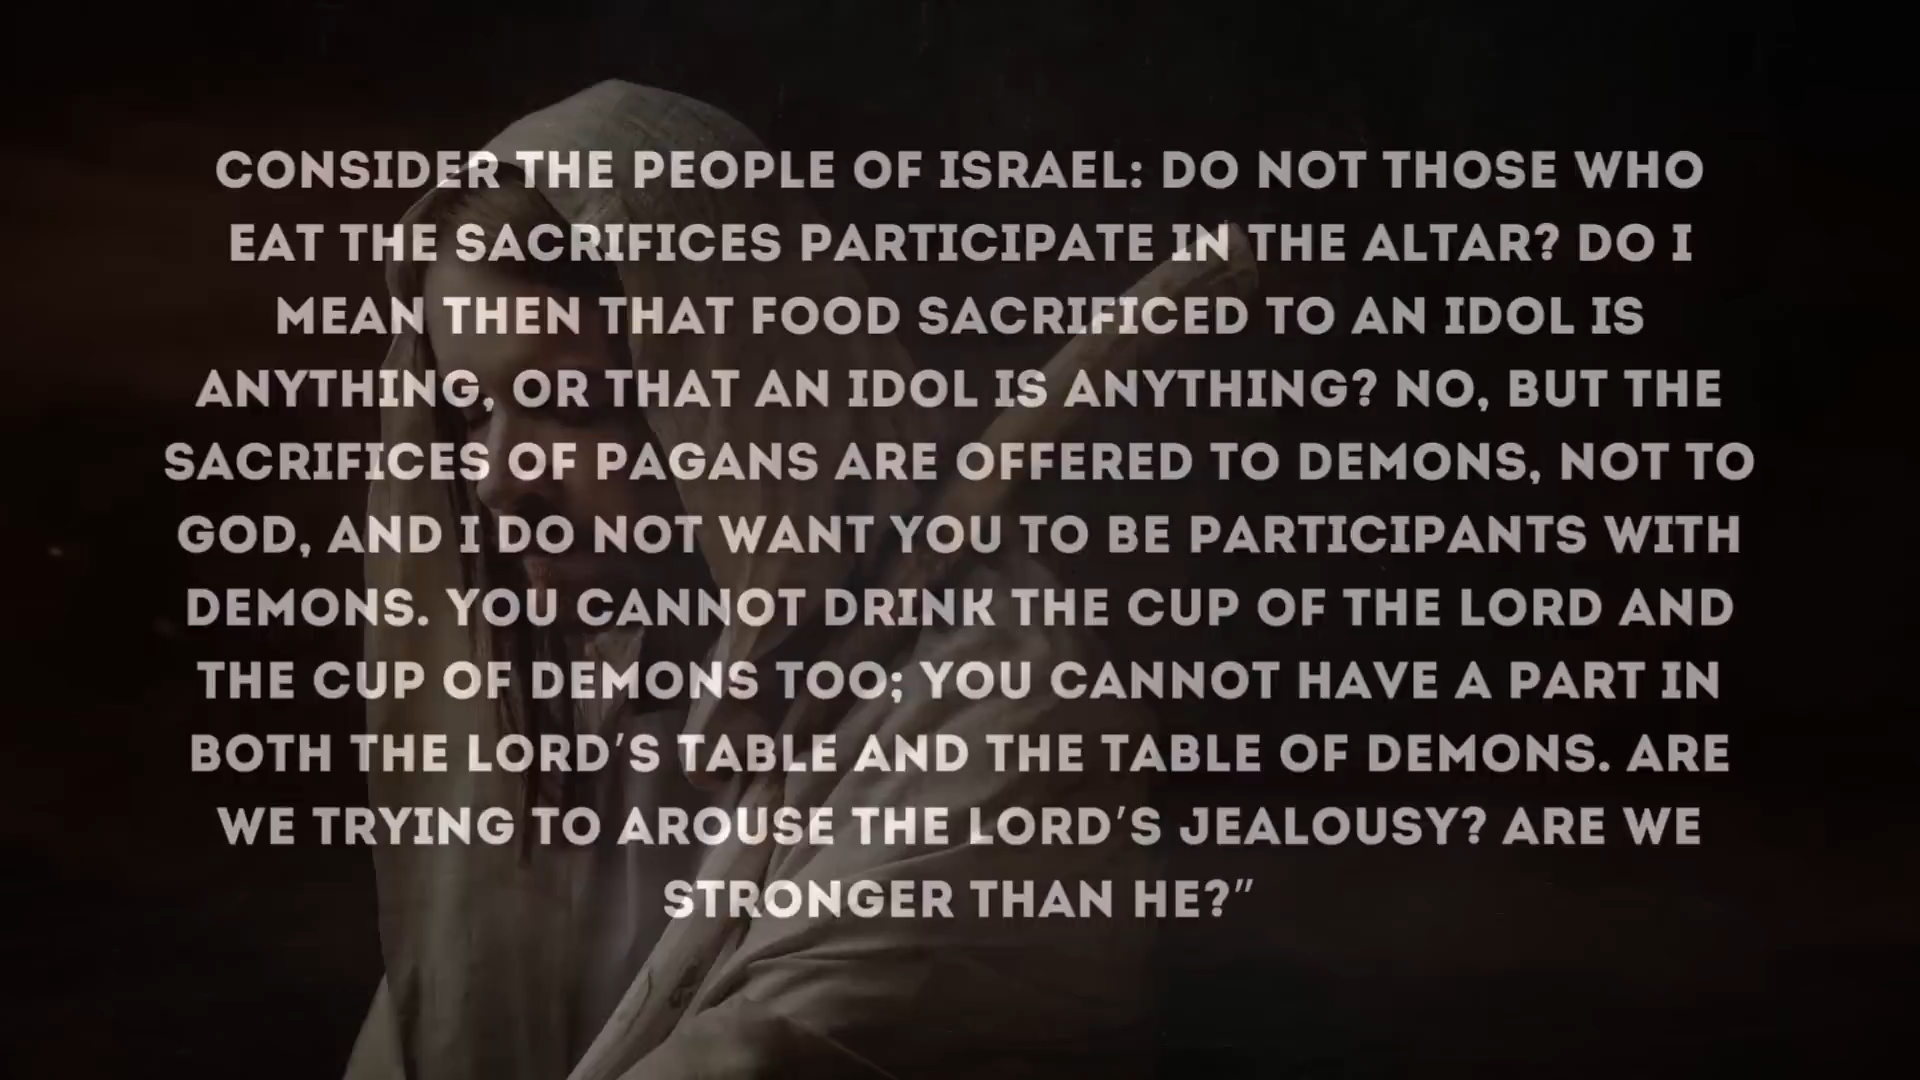 CONSIDER THE PEOPLE OF ISRAEL: DO NOT THOSE WHO
EAT THE SACRIFICES PARTICIPATE IN THE ALTAR? DO I
MEAN THEN THAT FOOD SACRIFICED TO AN IDOL IS
ANYTHING, OR THAT AN IDOL IS ANYTHING? NO, BUT THE
SACRIFICES OF PAGANS ARE OFFERED TO DEMONS, NOT TO
GOD, AND I DO NOT WANT YOU TO BE PARTICIPANTS WITH
DEMONS. YOU CANNOT DRINK THE CUP OF THE LORD AND
THE CUP OF DEMONS TOO; YOU CANNOT HAVE A PART IN
BOTH THE LORD'S TABLE AND THE TABLE OF DEMONS. ARE
WE TRYING TO AROUSE THE LORD'S JEALOUSY? ARE WE
STRONGER THAN HE?"